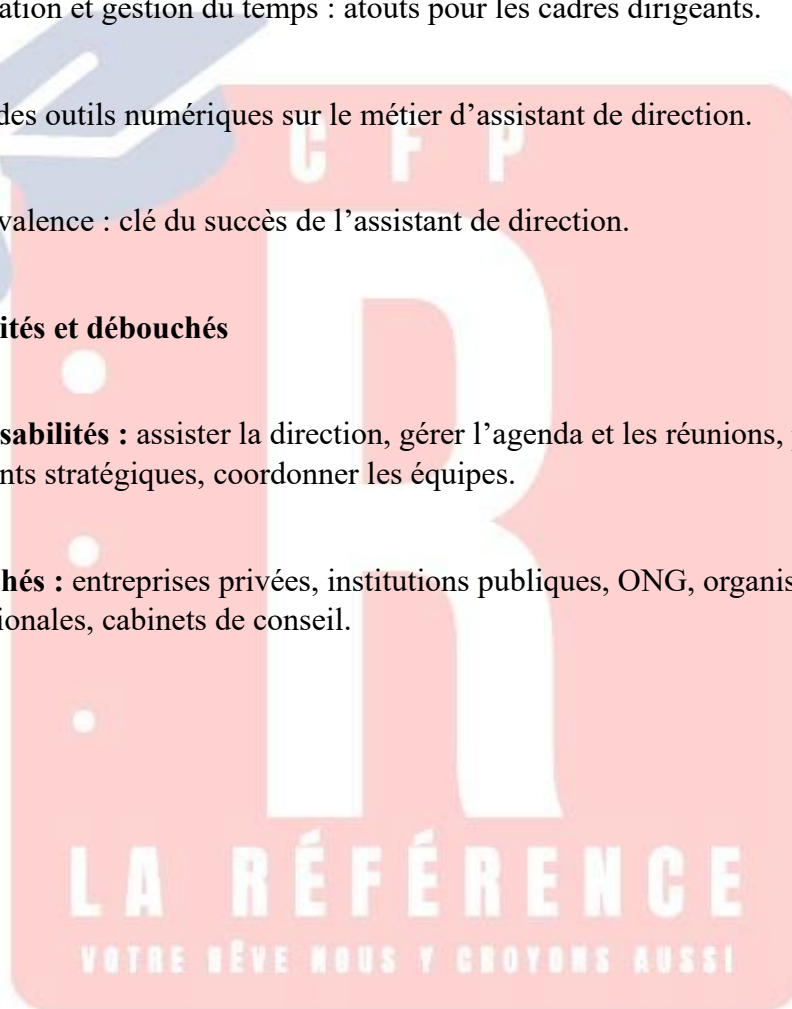 ation et gestion du temps : atouts pour les cadres dirigeants.
des outils numériques sur le métier d’assistant de direction.
C F P
valence : clé du succès de l’assistant de direction.
ités et débouchés
sabilités : assister la direction, gérer l’agenda et les réunions,
nts stratégiques, coordonner les équipes.
hés : entreprises privées, institutions publiques, ONG, organis
ionales, cabinets de conseil.
R
LA RÉFÉRENCE
VOTRE RÊVE NOUS Y CROYONS AUSSI